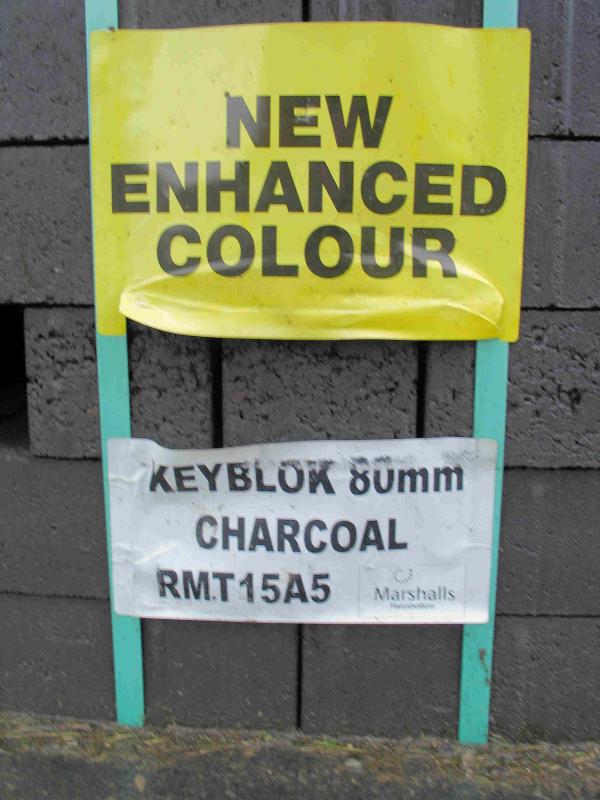 NEW
ENHANCED
COLOUR
KEYBLOK 80mm
CHARCOAL
RMT15A5
Marshalls